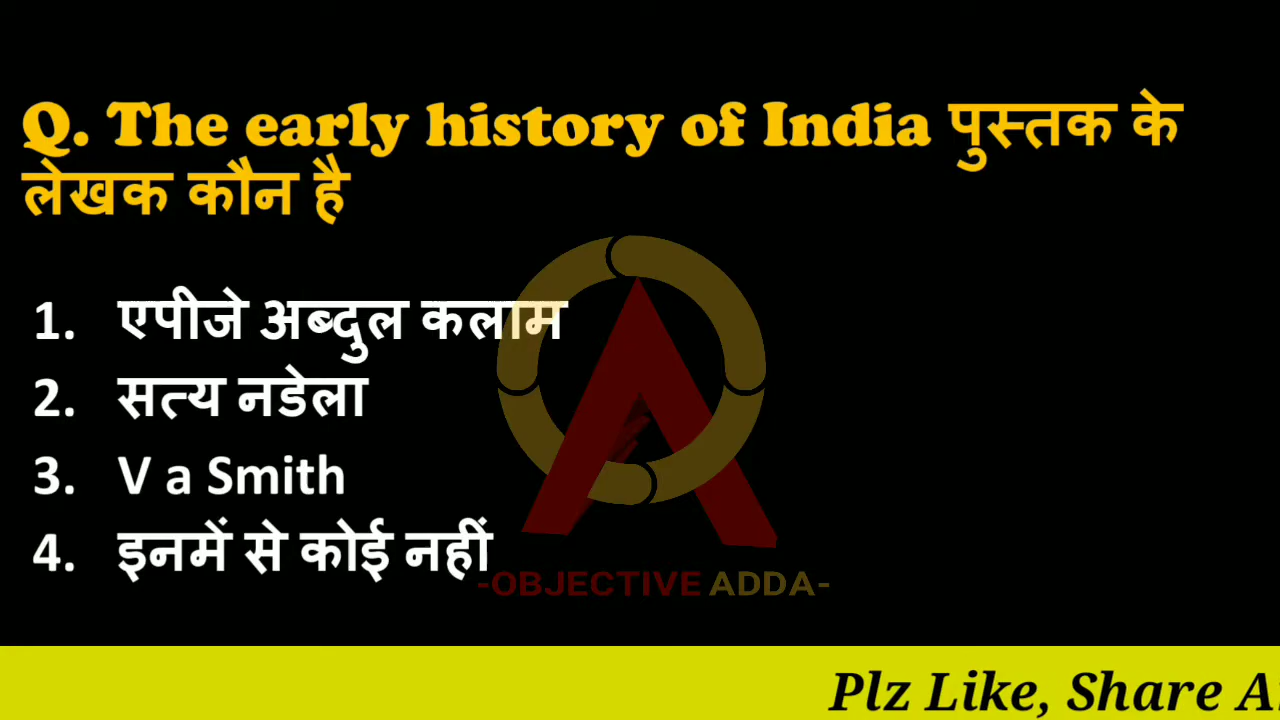 Q. The early history of India पुस्तक के
लेखक कौन है
1. एपीजे अब्दुल कलाम
2. सत्य नडेला
3. V a Smith
4. इनमें से कोई नहीं
-OBJECTIVE ADDA-
Plz Like, Share